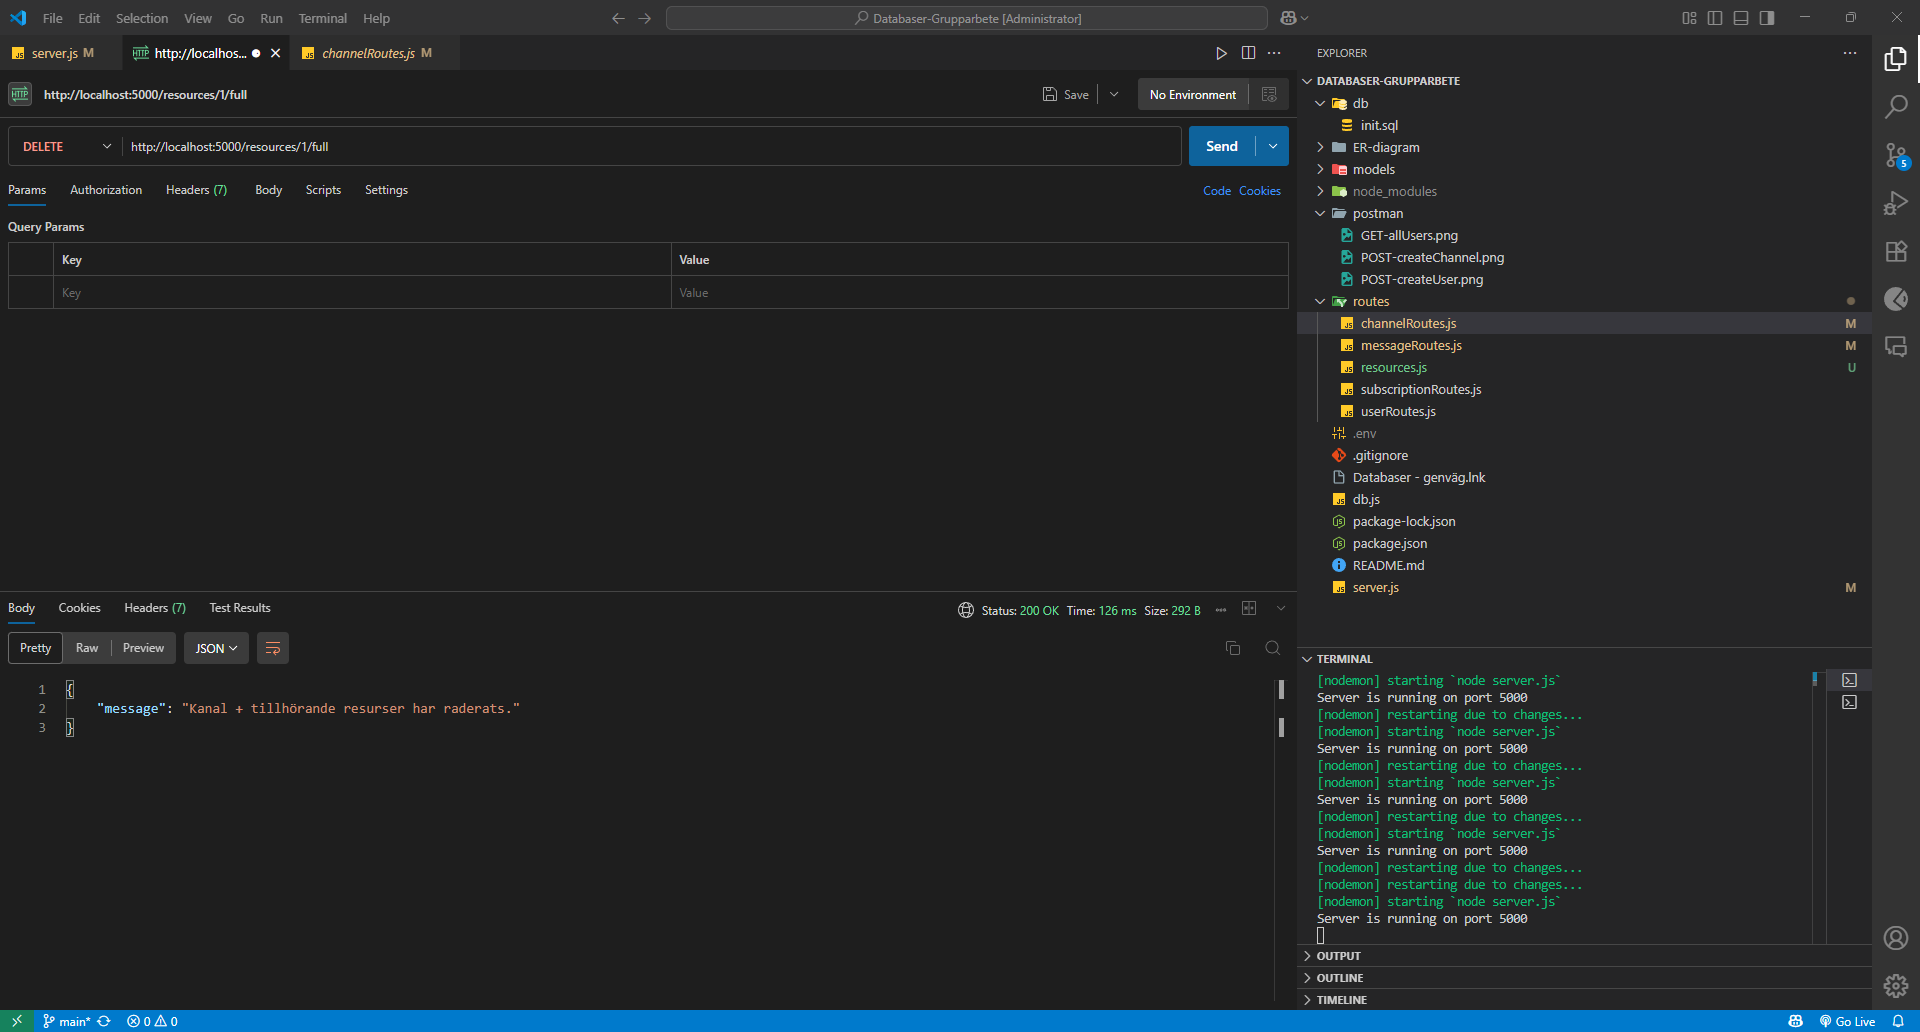 File Edit Selection View Go Run Terminal Help
Databaser-Grupparbete [Administrator]
server.js M
http://localhos...
channelRoutes.js M
HTTP
http://localhost:5000/resources/1/full
Save
No Environment
DELETE
http://localhost:5000/resources/1/full
Send
Params Authorization Headers (7) Body Scripts Settings
Code Cookies
Query Params
Key Value
Key Value
Body Cookies Headers (7) Test Results
Status: 200 OK Time: 126 ms Size: 292 B
Pretty Raw Preview JSON
1 {
2 "message": "Kanal + tillhörande resurser har raderats."
3 }
EXPLORER
DATABASER-GRUPPARBETE
db
init.sql
ER-diagram
models
node_modules
postman
GET-allUsers.png
POST-createChannel.png
POST-createUser.png
routes
channelRoutes.js M
messageRoutes.js M
resources.js U
subscriptionRoutes.js
userRoutes.js
.env
.gitignore
Databaser - genväg.lnk
db.js
package-lock.json
package.json
README.md
server.js M
TERMINAL
[nodemon] starting `node server.js`
Server is running on port 5000
[nodemon] restarting due to changes...
[nodemon] starting `node server.js`
Server is running on port 5000
[nodemon] restarting due to changes...
[nodemon] starting `node server.js`
Server is running on port 5000
[nodemon] restarting due to changes...
[nodemon] starting `node server.js`
Server is running on port 5000
[nodemon] restarting due to changes...
[nodemon] restarting due to changes...
[nodemon] starting `node server.js`
Server is running on port 5000
OUTPUT
OUTLINE
TIMELINE
5
main* 0 0
Go Live